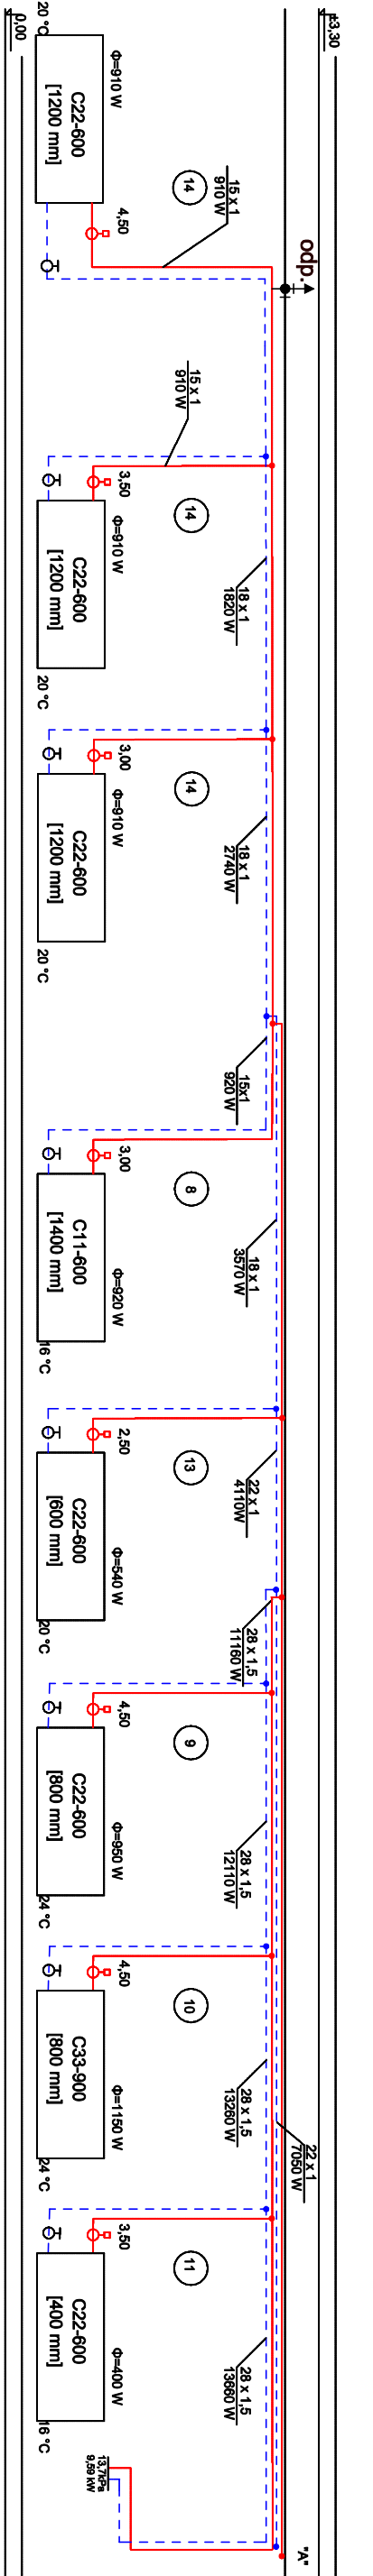 ±3,30
0,00
odp.
20 °C
C22-600
[1200 mm]
Φ=910 W
4,50
14
15 x 1
910 W
15 x 1
910 W
3,50
14
Φ=910 W
C22-600
[1200 mm]
20 °C
18 x 1
1820 W
3,00
14
Φ=910 W
C22-600
[1200 mm]
20 °C
18 x 1
2740 W
15x1
920 W
3,00
8
Φ=920 W
C11-600
[1400 mm]
16 °C
18 x 1
3570 W
2,50
13
Φ=540 W
C22-600
[600 mm]
20 °C
22 x 1
4110W
28 x 1,5
11160 W
4,50
9
Φ=950 W
C22-600
[800 mm]
24 °C
28 x 1,5
12110 W
4,50
10
Φ=1150 W
C33-900
[800 mm]
24 °C
28 x 1,5
13260 W
22 x 1
7050 W
3,50
11
Φ=400 W
C22-600
[400 mm]
16 °C
28 x 1,5
13660 W
13,7kPa
9,59 kW
"A"